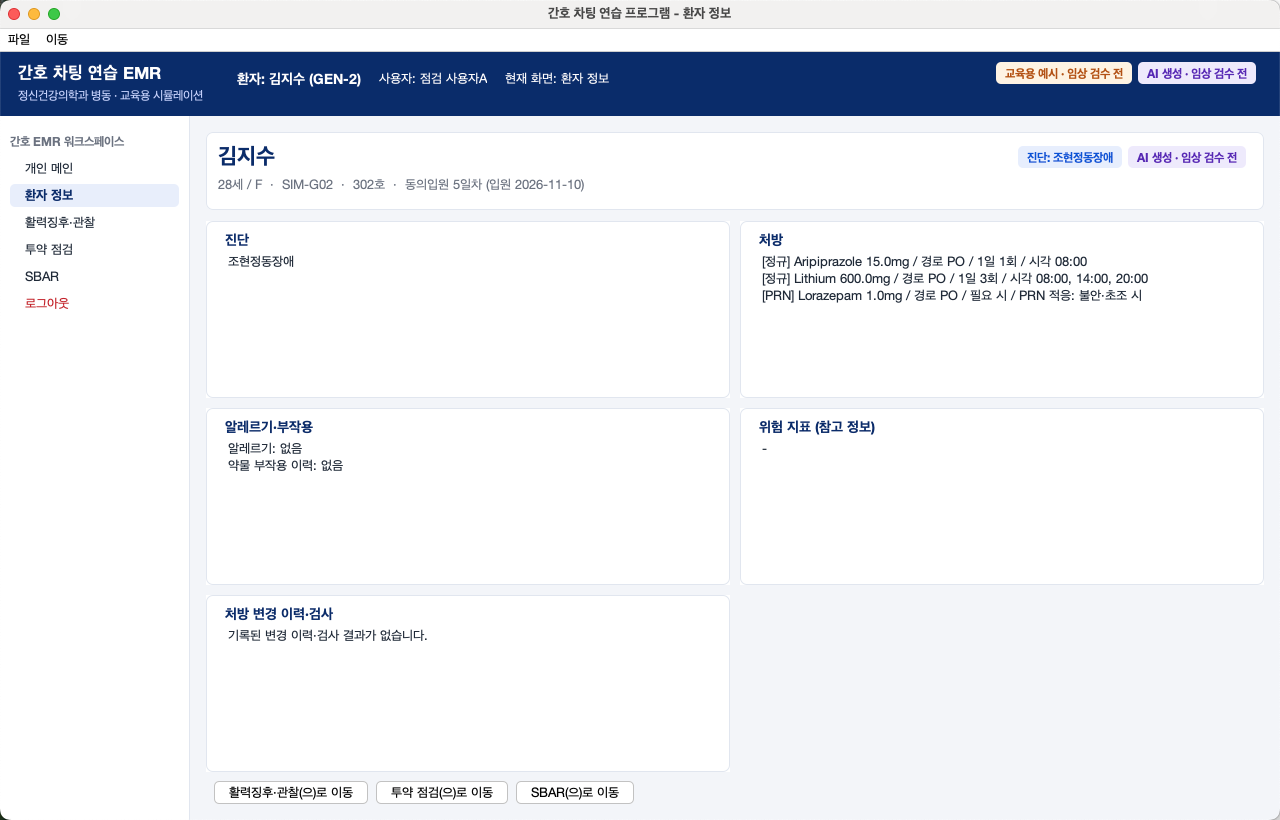 간호 차팅 연습 프로그램 - 환자 정보
파일 이동
간호 차팅 연습 EMR
정신건강의학과 병동 · 교육용 시뮬레이션
환자: 김지수 (GEN-2) 사용자: 점검 사용자A 현재 화면: 환자 정보
교육용 예시 · 임상 검수 전 AI 생성 · 임상 검수 전
간호 EMR 워크스페이스
개인 메인
환자 정보
활력징후·관찰
투약 점검
SBAR
로그아웃
김지수
28세 / F · SIM-G02 · 302호 · 동의입원 5일차 (입원 2026-11-10)
진단: 조현정동장애 AI 생성 · 임상 검수 전
진단
조현정동장애
처방
[정규] Aripiprazole 15.0mg / 경로 PO / 1일 1회 / 시각 08:00
[정규] Lithium 600.0mg / 경로 PO / 1일 3회 / 시각 08:00, 14:00, 20:00
[PRN] Lorazepam 1.0mg / 경로 PO / 필요 시 / PRN 적응: 불안·초조 시
알레르기·부작용
알레르기: 없음
약물 부작용 이력: 없음
위험 지표 (참고 정보)
-
처방 변경 이력·검사
기록된 변경 이력·검사 결과가 없습니다.
활력징후·관찰(으)로 이동 투약 점검(으)로 이동 SBAR(으)로 이동